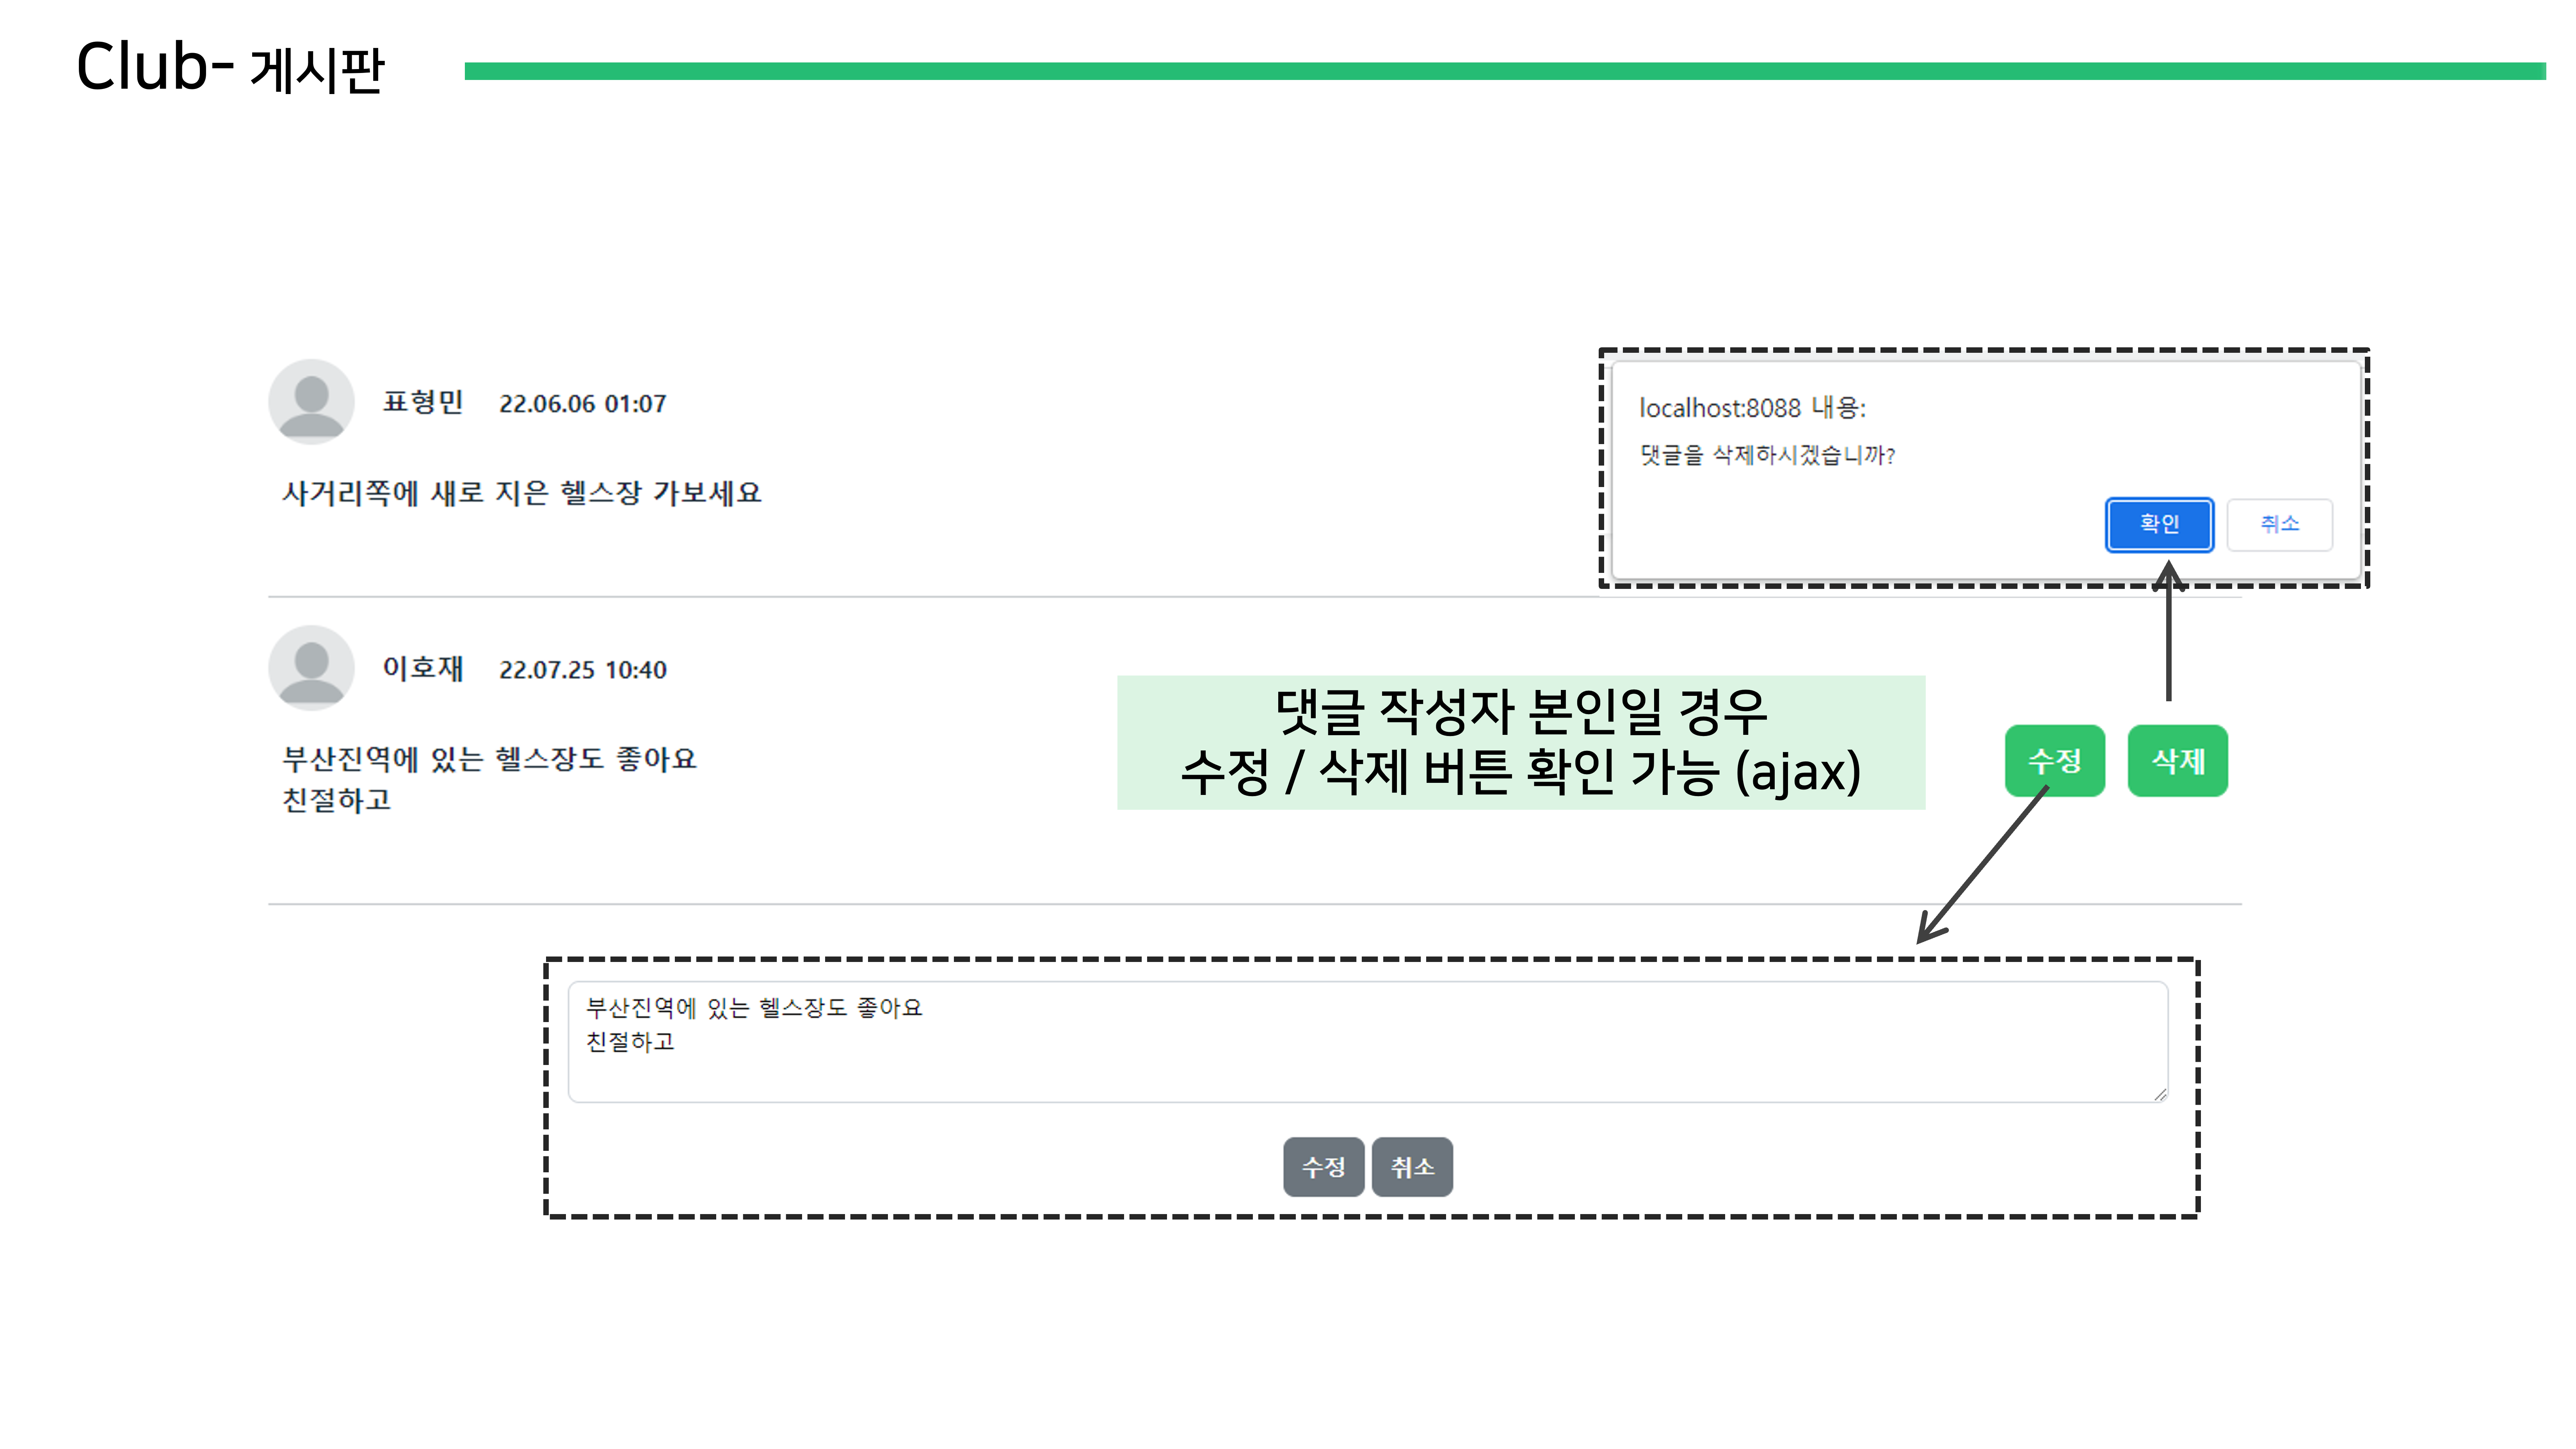 Club- 게시판
표형민 22.06.06 01:07
사거리쪽에 새로 지은 헬스장 가보세요
localhost:8088 내용:
댓글을 삭제하시겠습니까?
확인 취소
이호재 22.07.25 10:40
부산진역에 있는 헬스장도 좋아요
친절하고
댓글 작성자 본인일 경우
수정 / 삭제 버튼 확인 가능 (ajax)
수정 삭제
부산진역에 있는 헬스장도 좋아요
친절하고
수정 취소